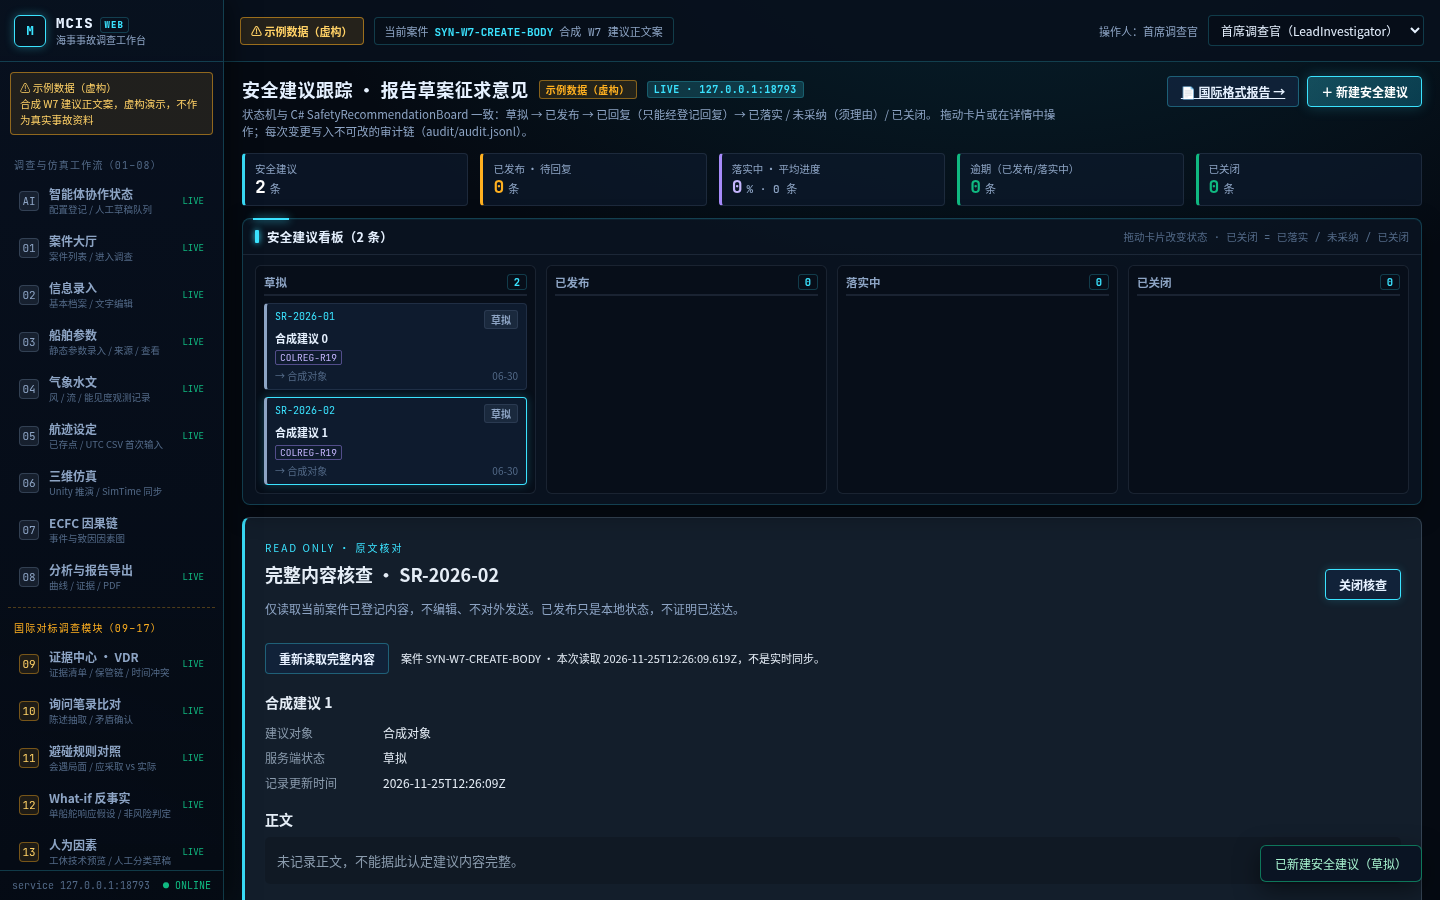 M
MCIS WEB
海事事故调查工作台
⚠ 示例数据（虚构）
合成 W7 建议正文案，虚构演示，不作
为真实事故资料
调查与仿真工作流（01–08）
AI 智能体协作状态 LIVE
配置登记 / 人工草稿队列
01 案件大厅 LIVE
案件列表 / 进入调查
02 信息录入 LIVE
基本档案 / 文字编辑
03 船舶参数 LIVE
静态参数录入 / 来源 / 查看
04 气象水文 LIVE
风 / 流 / 能见度观测记录
05 航迹设定 LIVE
已存点 / UTC CSV 首次输入
06 三维仿真
Unity 推演 / SimTime 同步
07 ECFC 因果链
事件与致因因素图
08 分析与报告导出 LIVE
曲线 / 证据 / PDF
国际对标调查模块（09–17）
09 证据中心 · VDR LIVE
证据清单 / 保管链 / 时间冲突
10 询问笔录比对 LIVE
陈述抽取 / 矛盾确认
11 避碰规则对照 LIVE
会遇局面 / 应采取 vs 实际
12 What-if 反事实 LIVE
单船舵响应假设 / 非风险判定
13 人为因素 LIVE
工休技术预览 / 人工分类草稿
service 127.0.0.1:18793 ● ONLINE
⚠ 示例数据（虚构）
当前案件 SYN-W7-CREATE-BODY 合成 W7 建议正文案
操作人：首席调查官
首席调查官（LeadInvestigator）
安全建议跟踪 · 报告草案征求意见 示例数据（虚构） LIVE · 127.0.0.1:18793
状态机与 C# SafetyRecommendationBoard 一致：草拟 → 已发布 → 已回复（只能经登记回复）→ 已落实 / 未采纳（须理由）/ 已关闭。 拖动卡片或在详情中操
作；每次变更写入不可改的审计链（audit/audit.jsonl）。
📄 国际格式报告 →
＋ 新建安全建议
安全建议
2 条
已发布 · 待回复
0 条
落实中 · 平均进度
0 % · 0 条
逾期（已发布/落实中）
0 条
已关闭
0 条
安全建议看板（2 条）
拖动卡片改变状态 · 已关闭 = 已落实 / 未采纳 / 已关闭
草拟 2
已发布 0
落实中 0
已关闭 0
SR-2026-01 草拟
合成建议 0
COLREG-R19
→ 合成对象 06-30
SR-2026-02 草拟
合成建议 1
COLREG-R19
→ 合成对象 06-30
READ ONLY · 原文核对
完整内容核查 · SR-2026-02
关闭核查
仅读取当前案件已登记内容，不编辑、不对外发送。已发布只是本地状态，不证明已送达。
重新读取完整内容
案件 SYN-W7-CREATE-BODY · 本次读取 2026-11-25T12:26:09.619Z，不是实时同步。
合成建议 1
建议对象 合成对象
服务端状态 草拟
记录更新时间 2026-11-25T12:26:09Z
正文
未记录正文，不能据此认定建议内容完整。
已新建安全建议（草拟）